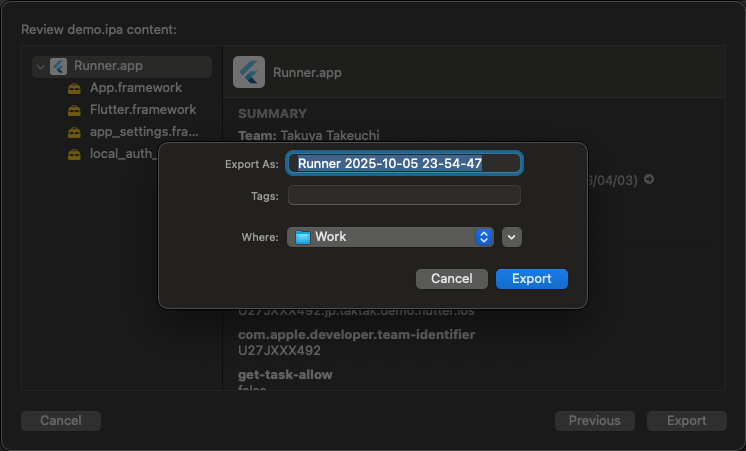 Review demo.ipa content:
Runner.app
App.framework
Flutter.framework
app_settings.fra...
local_auth_
Runner.app
SUMMARY
Team: Takuya Takeuchi
/04/03)
Export As: Runner 2025-10-05 23-54-47
Tags:
Where: Work
Cancel Export
U27JXXX492.jp.taktak.demo.flutter.ios
com.apple.developer.team-identifier
U27JXXX492
get-task-allow
false
Cancel Previous Export